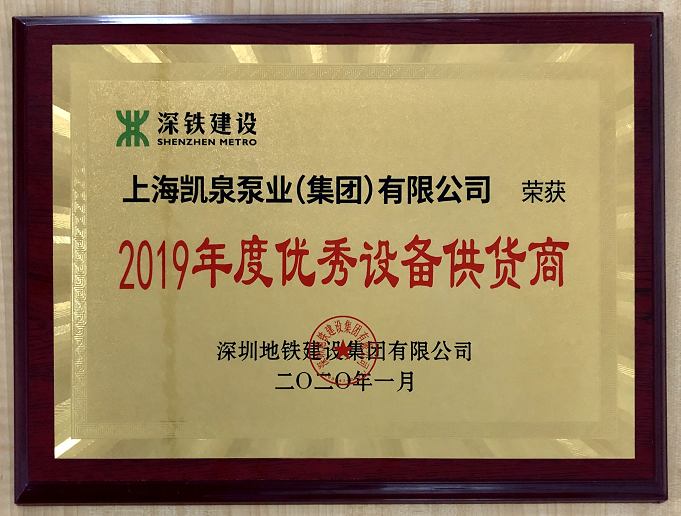 深铁建设
SHENZHEN METRO
上海凯泉泵业(集团)有限公司 荣获
2019年度优秀设备供货商
深圳地铁建设集团有限公司
二〇二〇年一月